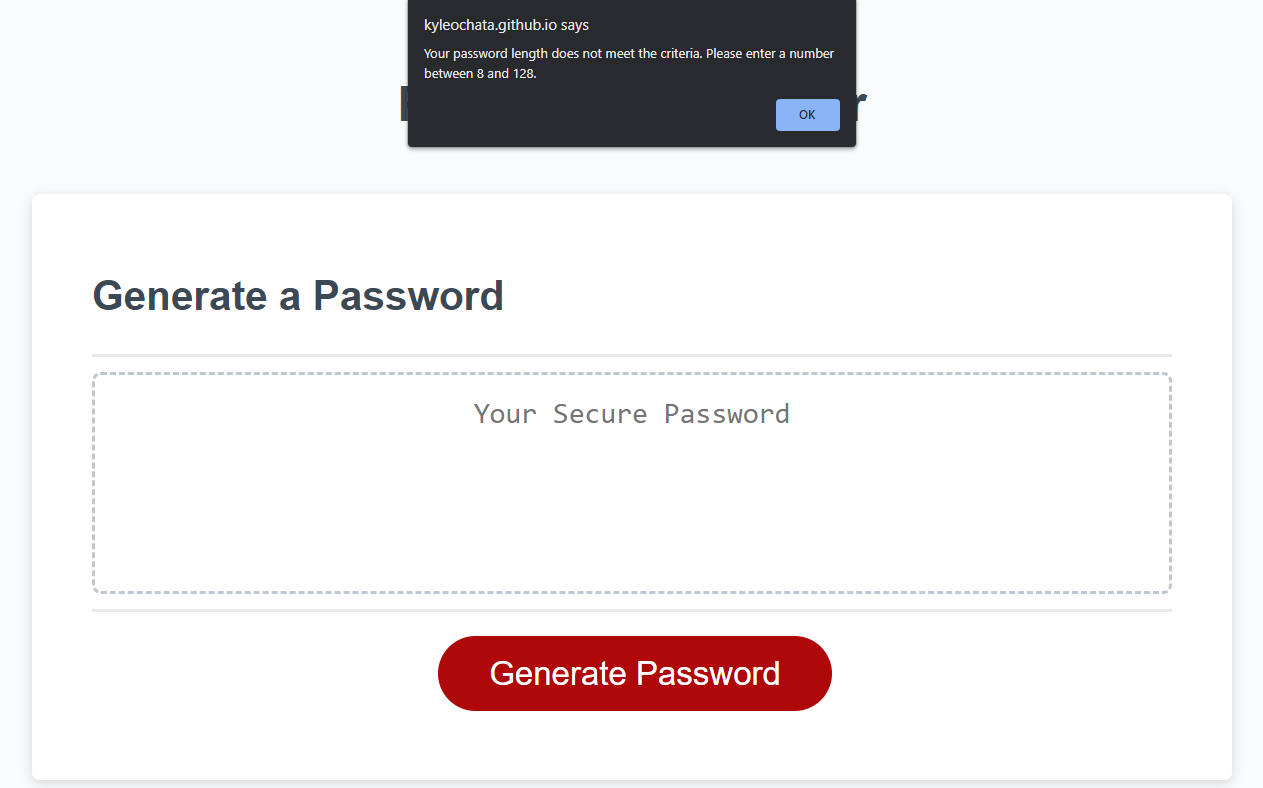 kyleochata.github.io says
Your password length does not meet the criteria. Please enter a number
between 8 and 128.
OK
Generate a Password
Your Secure Password
Generate Password